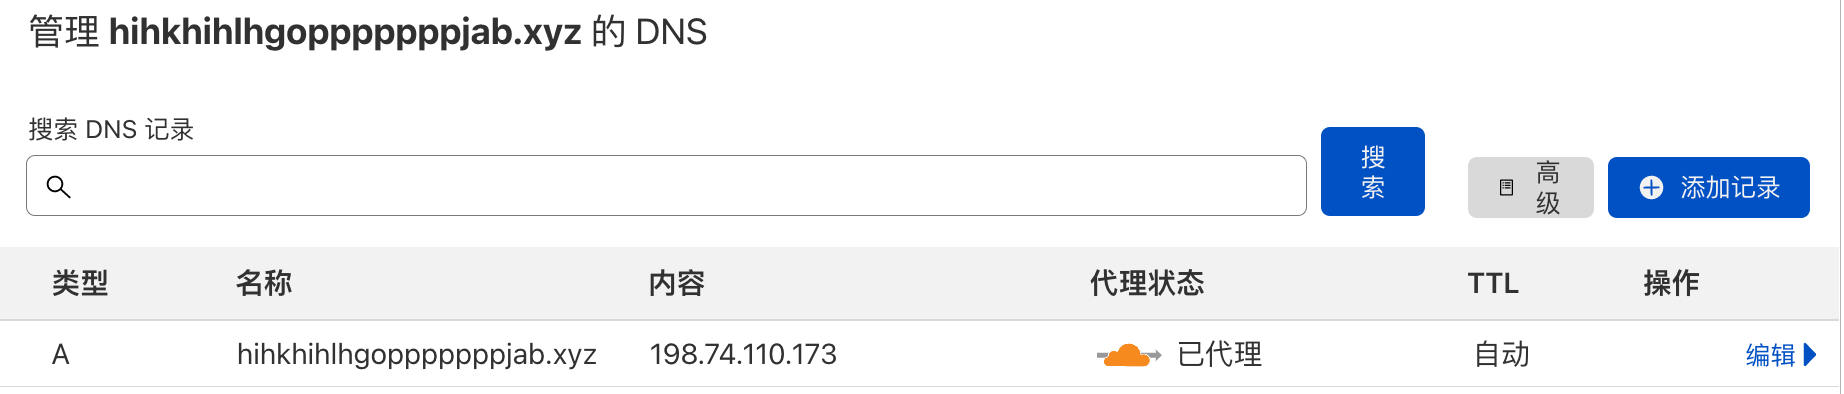 管理 hihkhihlhgopppppppjab.xyz 的 DNS
搜索 DNS 记录
搜索
高级
添加记录
类型 名称 内容 代理状态 TTL 操作
A hihkhihlhgopppppppjab.xyz 198.74.110.173 已代理 自动 编辑